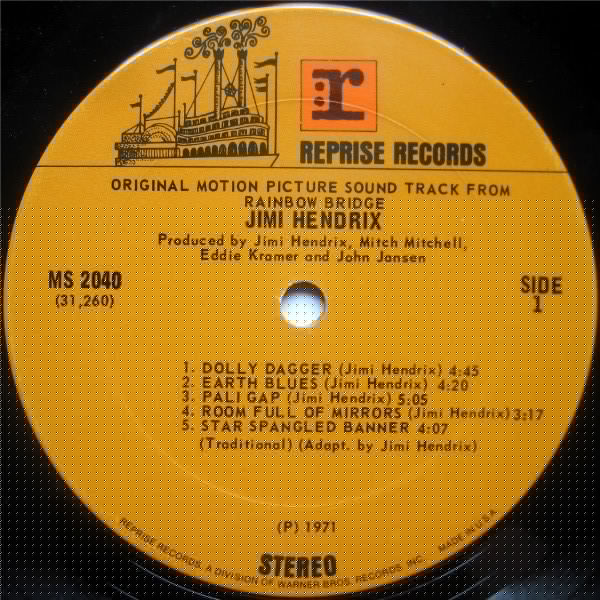 r
REPRISE RECORDS
ORIGINAL MOTION PICTURE SOUND TRACK FROM
RAINBOW BRIDGE
JIMI HENDRIX
Produced by Jimi Hendrix, Mitch Mitchell,
Eddie Kramer and John Jansen
MS 2040
(31,260)
SIDE
1
1. DOLLY DAGGER (Jimi Hendrix) 4:45
2. EARTH BLUES (Jimi Hendrix) 4:20
3. PALI GAP (Jimi Hendrix) 5:05
4. ROOM FULL OF MIRRORS (Jimi Hendrix) 3:17
5. STAR SPANGLED BANNER 4:07
(Traditional) (Adapt. by Jimi Hendrix)
(P) 1971
STEREO
REPRISE RECORDS, A DIVISION OF WARNER BROS. RECORDS, INC. MADE IN U.S.A.